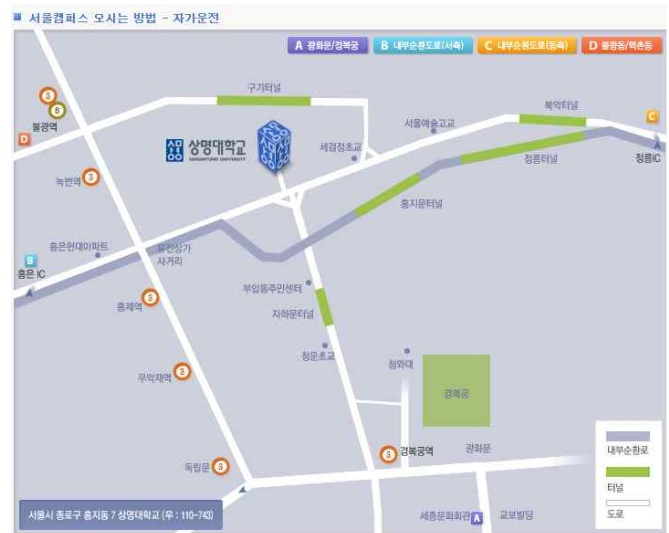 서울캠퍼스 오시는 방법 - 자가운전
A 광화문/경복궁
B 내부순환도로(서측)
C 내부순환도로(동측)
D 불광동/역촌동
구기터널
북악터널
3
6
불광역
D
서울예술고교
C
상명대학교
SANGMYUNG UNIVERSITY
세검정초교
정릉터널
정릉IC
녹번역 3
홍지문터널
홍은현대아파트
유진상가
사거리
B
홍은 IC
부암동주민센터
홍제역 3
자하문터널
청운초교
청와대
무악재역 3
경복궁
내부순환로
3 경복궁역
광화문
독립문 3
터널
도로
서울시 종로구 홍지동 7 상명대학교 (우 : 110-743)
세종문화회관 A
교보빌딩